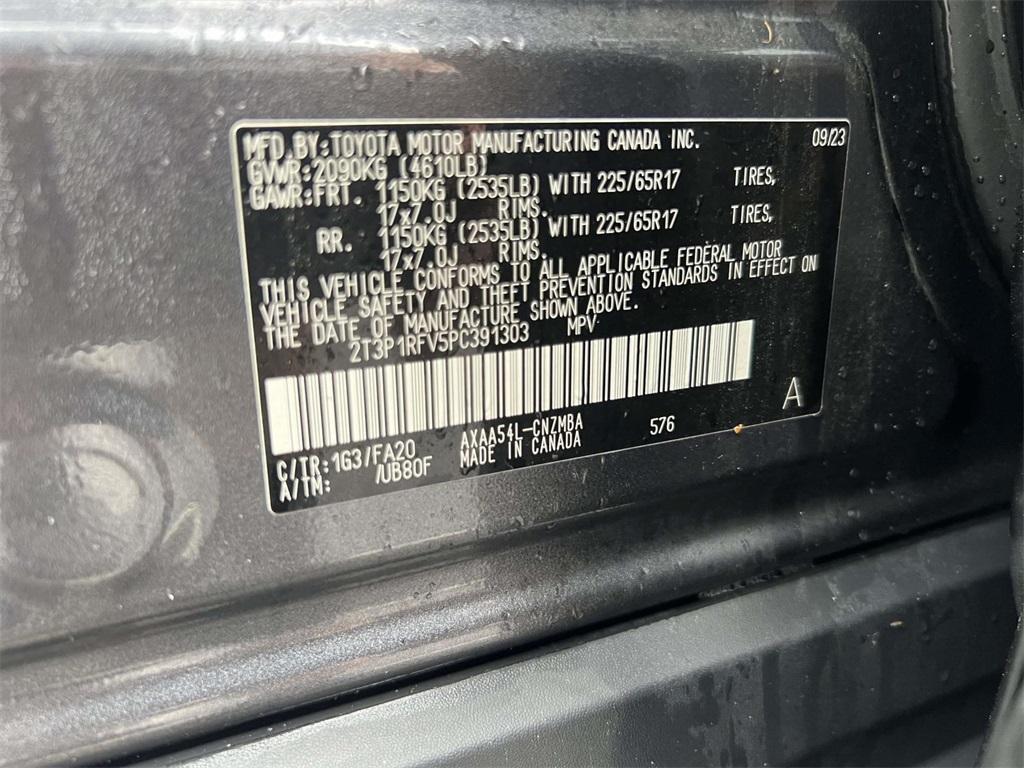 MFD. BY: TOYOTA MOTOR MANUFACTURING CANADA INC. 09/23
GVWR: 2090KG (4610LB)
GAWR: FRT. 1150KG (2535LB) WITH 225/65R17 TIRES,
17x7.0J RIMS.
RR. 1150KG (2535LB) WITH 225/65R17 TIRES,
17x7.0J RIMS.
THIS VEHICLE CONFORMS TO ALL APPLICABLE FEDERAL MOTOR
VEHICLE SAFETY AND THEFT PREVENTION STANDARDS IN EFFECT ON
THE DATE OF MANUFACTURE SHOWN ABOVE.
2T3P1RFV5PC391303 MPV
A
C/TR: 1G3/FA20 AXAA54L-CNZMBA 576
A/TM: /UB80F MADE IN CANADA